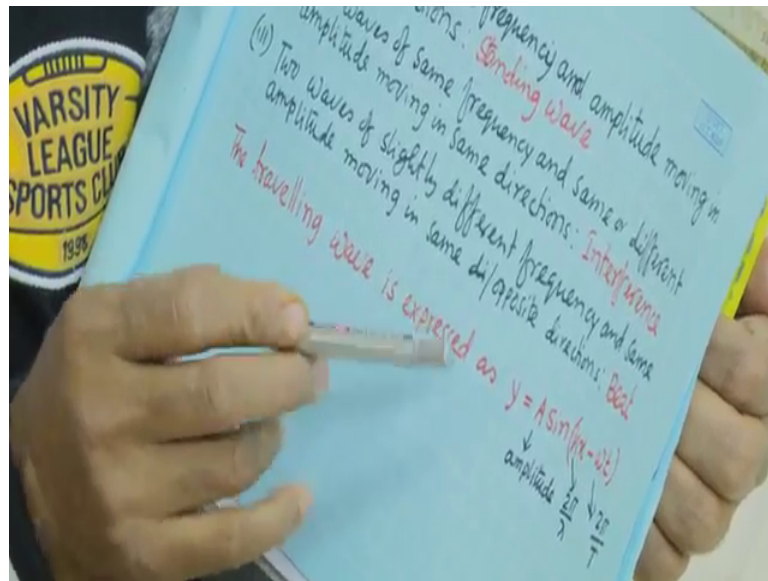 VARSITY
LEAGUE
SPORTS CLU
1998
frequency and amplitude moving in
ions: Standing wave
waves of same frequency and same or different
amplitude moving in same directions: Interference
(iii) Two waves of slightly different frequency and same
amplitude moving in same dil opposite directions: Beat
The travelling wave is expressed as y = A sin(kx-ωt)
↓ ↓ ↓
amplitude 2π/λ 2π/T